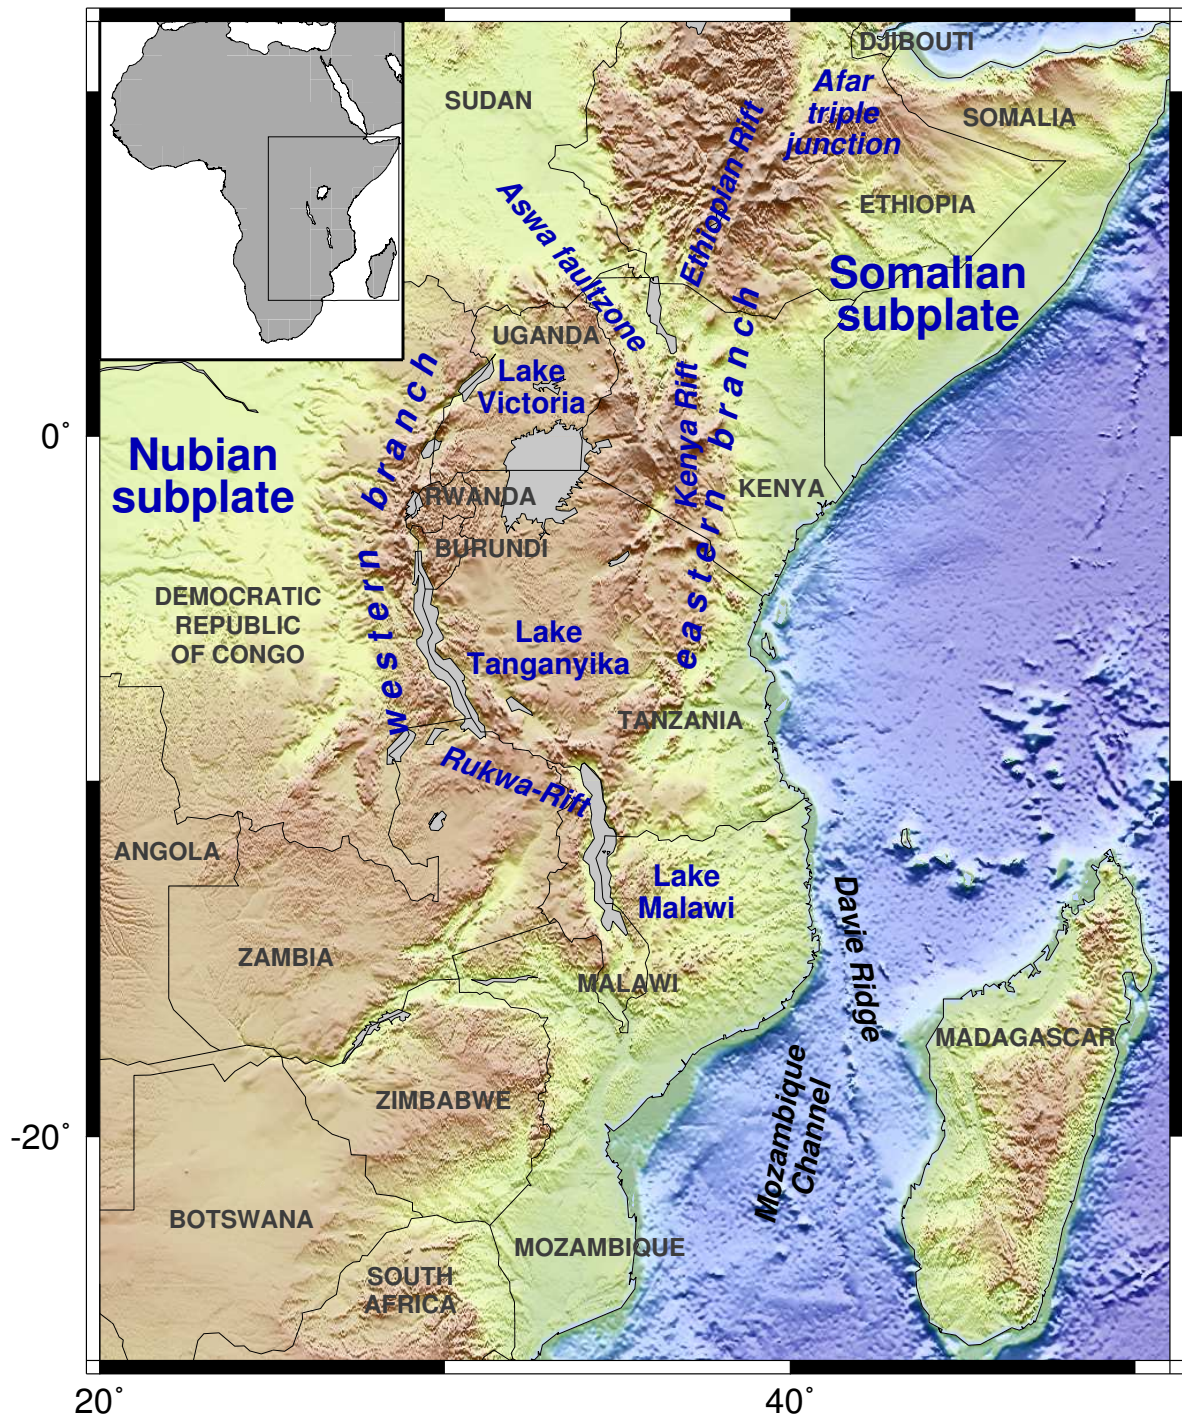 DJIBOUTI
SUDAN
Afar
triple
junction
SOMALIA
Ethiopian Rift
Aswa faultzone
ETHIOPIA
Somalian
subplate
UGANDA
Lake
Victoria
western branch
eastern branch
Kenya Rift
0°
Nubian
subplate
RWANDA
KENYA
BURUNDI
DEMOCRATIC
REPUBLIC
OF CONGO
Lake
Tanganyika
TANZANIA
Rukwa-Rift
ANGOLA
Lake
Malawi
Davie Ridge
ZAMBIA
MALAWI
MADAGASCAR
ZIMBABWE
Mozambique
Channel
-20°
BOTSWANA
MOZAMBIQUE
SOUTH
AFRICA
20°
40°